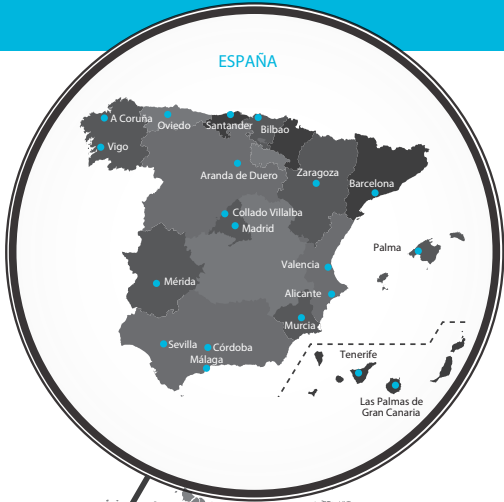 ESPAÑA
A Coruña
Oviedo
Santander
Bilbao
Vigo
Aranda de Duero
Zaragoza
Barcelona
Collado Villalba
Madrid
Palma
Valencia
Mérida
Alicante
Murcia
Sevilla
Córdoba
Málaga
Tenerife
Las Palmas de
Gran Canaria